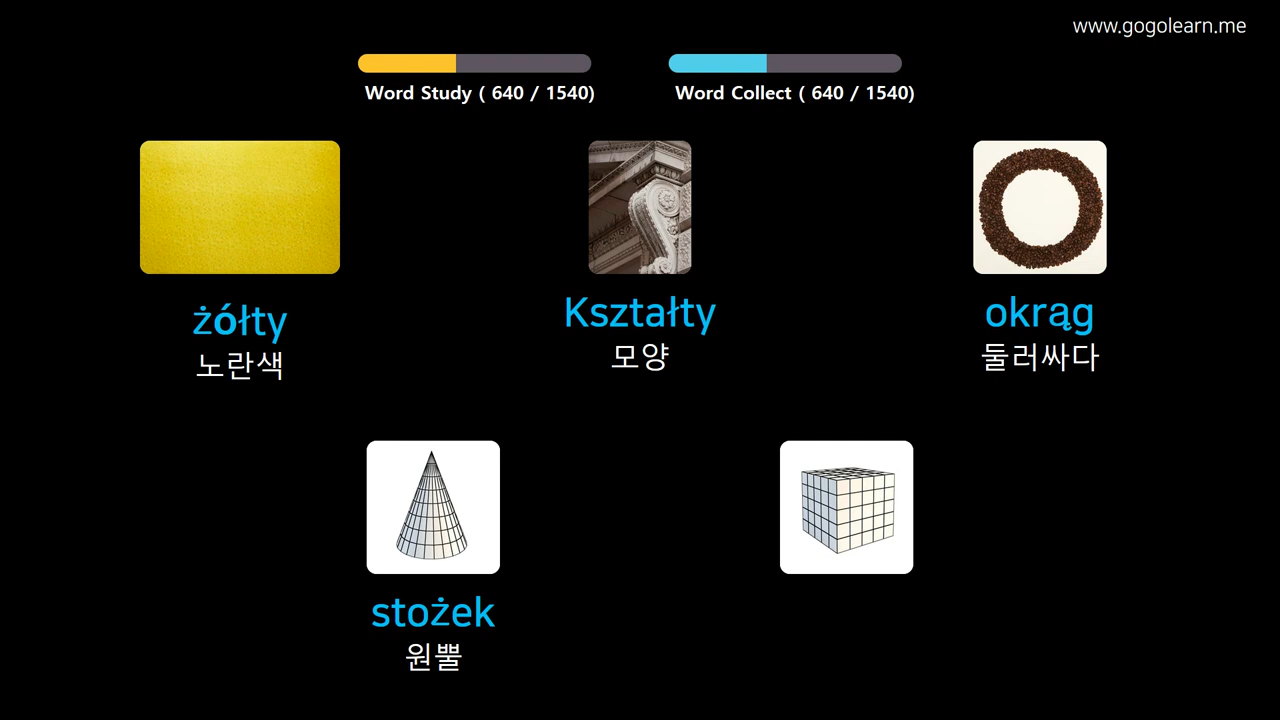 www.gogolearn.me
Word Study ( 640 / 1540)
Word Collect ( 640 / 1540)
żółty
노란색
Kształty
모양
okrąg
둘러싸다
stożek
원뿔